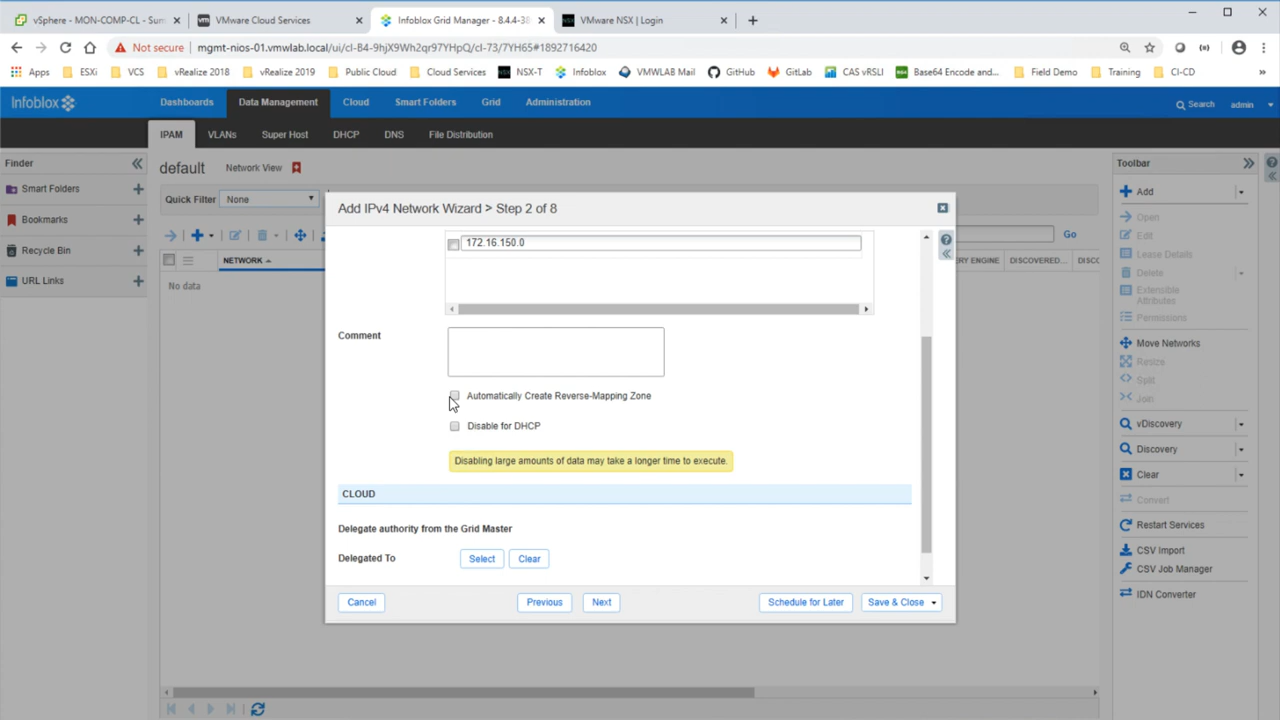 vSphere - MON-COMP-CL - Sum
VMware Cloud Services
Infoblox Grid Manager - 8.4.4-38
VMware NSX | Login
Not secure
mgmt-nios-01.vmwlab.local/ui/cl-B4-9hjX9Wh2qr97YHpQ/cl-73/7YH65#1892716420
Apps
ESXi
VCS
vRealize 2018
vRealize 2019
Public Cloud
Cloud Services
NSX-T
Infoblox
VMWLAB Mail
GitHub
GitLab
CAS vRSLI
Base64 Encode and...
Field Demo
Training
CI-CD
Infoblox
Dashboards
Data Management
Cloud
Smart Folders
Grid
Administration
Search
admin
IPAM
VLANs
Super Host
DHCP
DNS
File Distribution
Finder
Smart Folders
Bookmarks
Recycle Bin
URL Links
default
Network View
Quick Filter
None
Go
NETWORK
RY ENGINE
DISCOVERED...
DISCO
No data
Add IPv4 Network Wizard > Step 2 of 8
172.16.150.0
Comment
Automatically Create Reverse-Mapping Zone
Disable for DHCP
Disabling large amounts of data may take a longer time to execute.
CLOUD
Delegate authority from the Grid Master
Delegated To
Select
Clear
Cancel
Previous
Next
Schedule for Later
Save & Close
Toolbar
Add
Open
Edit
Lease Details
Delete
Extensible
Attributes
Permissions
Move Networks
Resize
Split
Join
vDiscovery
Discovery
Clear
Convert
Restart Services
CSV Import
CSV Job Manager
IDN Converter